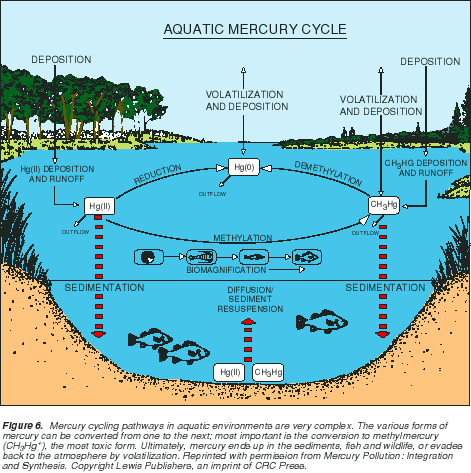 AQUATIC MERCURY CYCLE
DEPOSITION
DEPOSITION
VOLATILIZATION
AND DEPOSITION
VOLATILIZATION
AND DEPOSITION
Hg(II) DEPOSITION
AND RUNOFF
REDUCTION
Hg(0)
DEMETHYLATION
CH3HG DEPOSITION
AND RUNOFF
OUTFLOW
Hg(II)
CH3Hg
OUTFLOW
OUTFLOW
METHYLATION
BIOMAGNIFICATION
SEDIMENTATION
DIFFUSION/
SEDIMENT
RESUSPENSION
SEDIMENTATION
Hg(II)
CH3Hg
Figure 6. Mercury cycling pathways in aquatic environments are very complex. The various forms of
mercury can be converted from one to the next; most important is the conversion to methylmercury
(CH3Hg+), the most toxic form. Ultimately, mercury ends up in the sediments, fish and wildlife, or evades
back to the atmosphere by volatilization. Reprinted with permission from Mercury Pollution: Integration
and Synthesis. Copyright Lewis Publishers, an imprint of CRC Press.